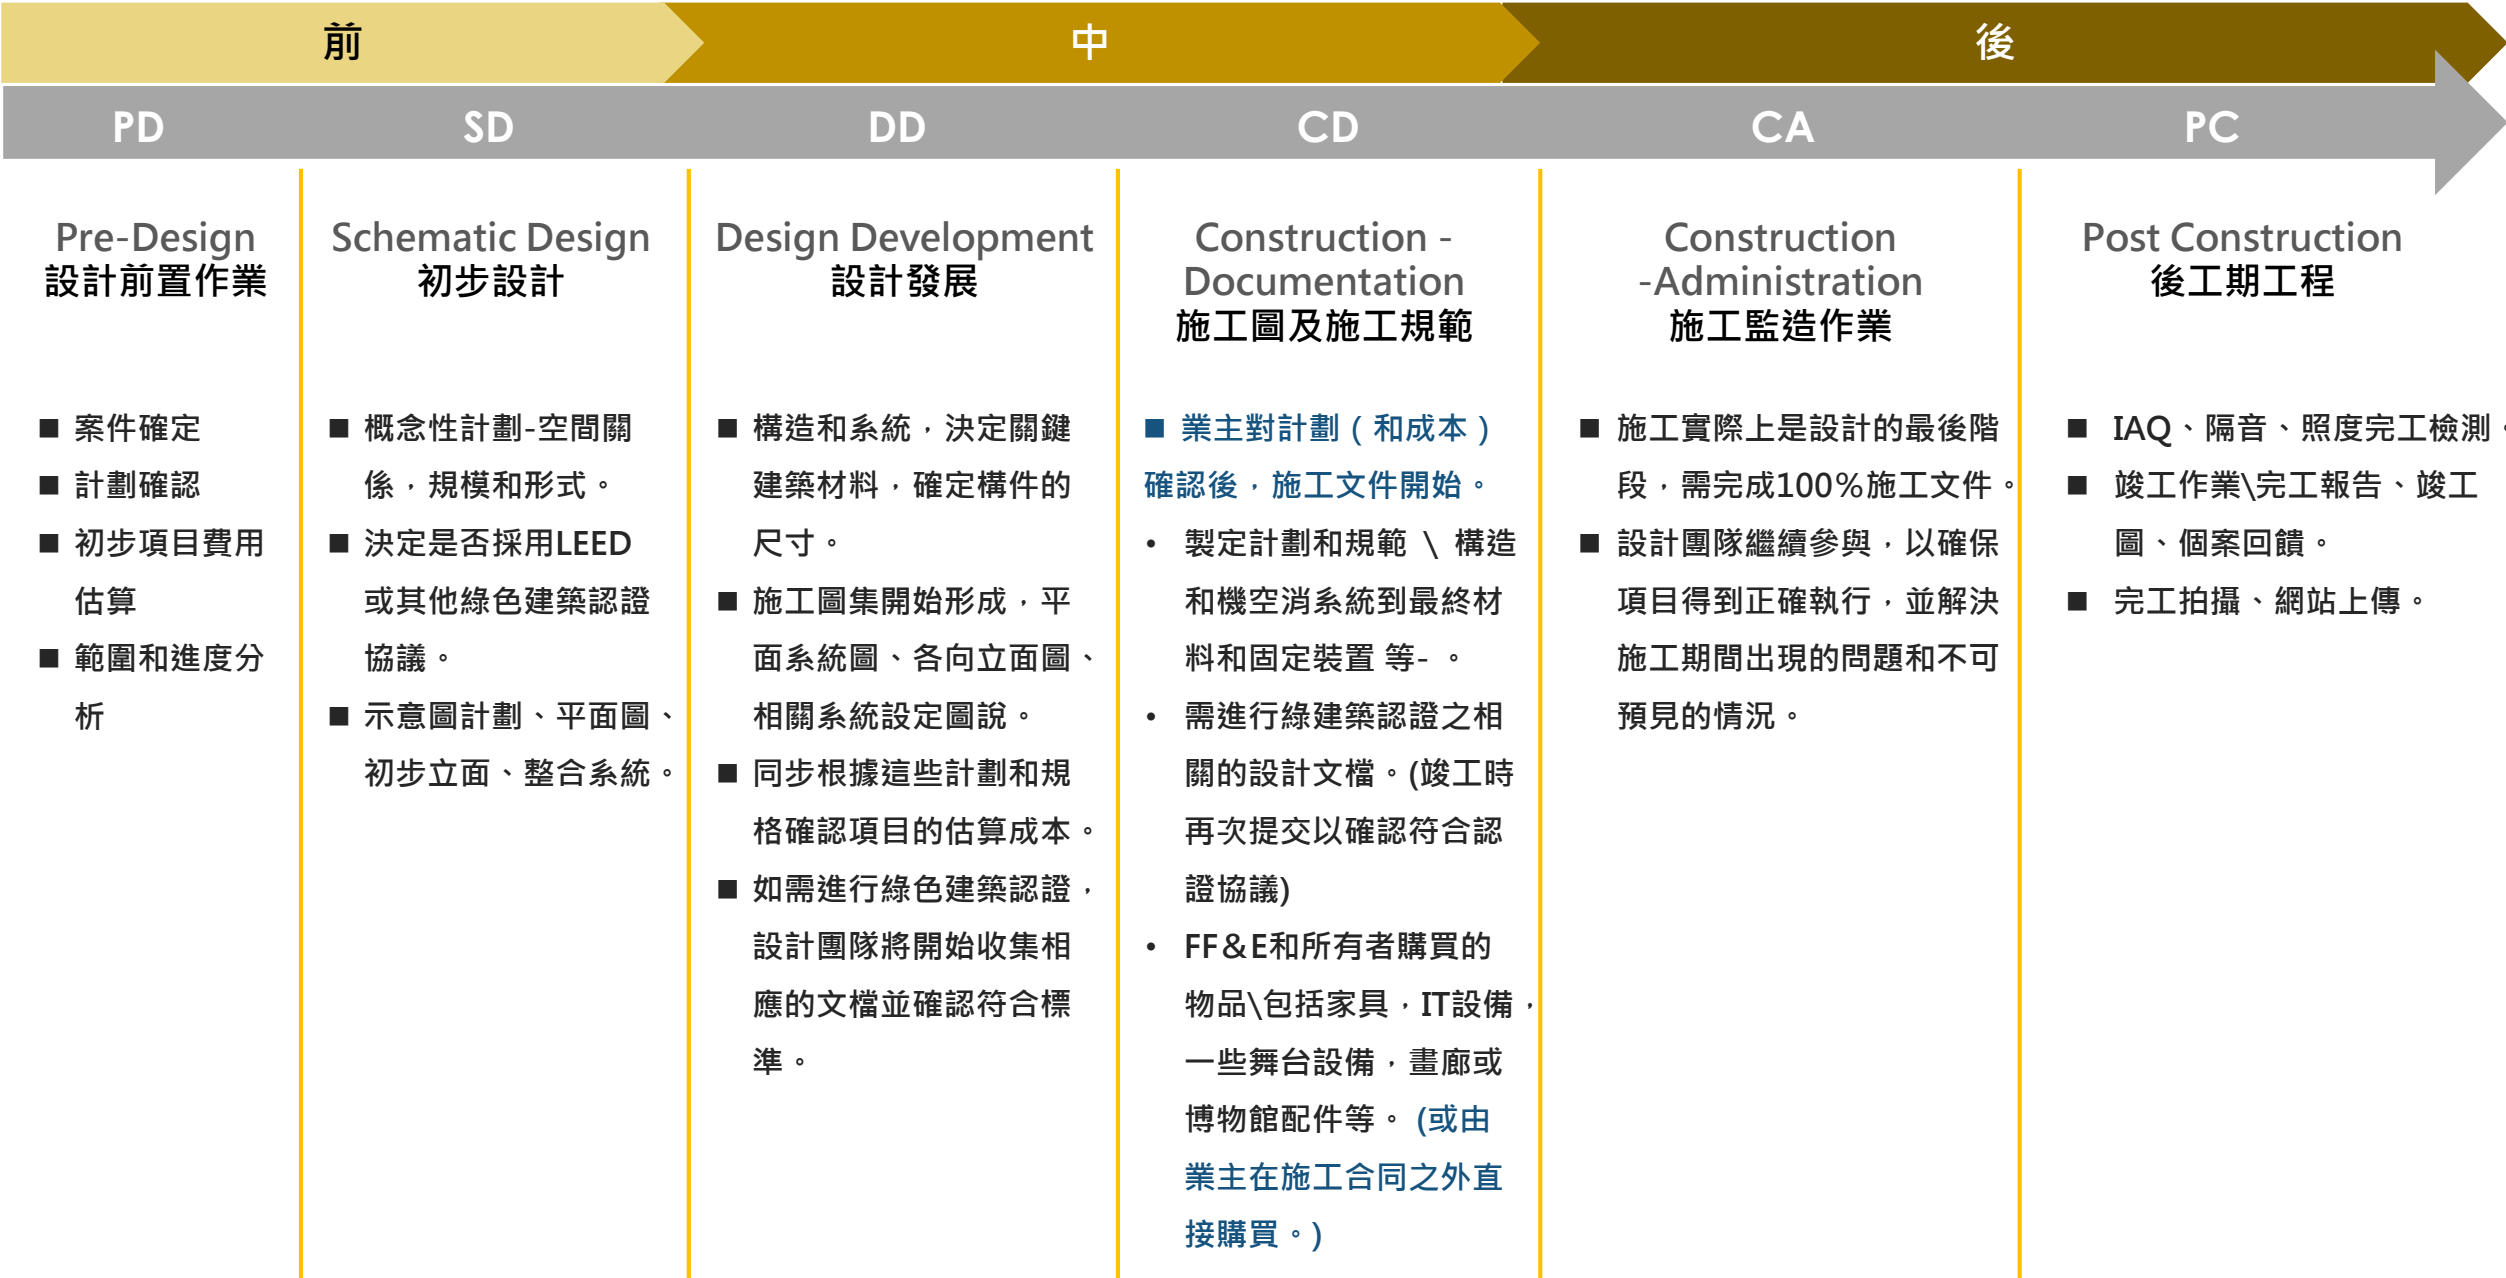 前
中
後
PD
SD
DD
CD
CA
PC
Pre-Design
設計前置作業
■ 案件確定
■ 計劃確認
■ 初步項目費用
估算
■ 範圍和進度分
析
Schematic Design
初步設計
■ 概念性計劃-空間關
係，規模和形式。
■ 決定是否採用LEED
或其他綠色建築認證
協議。
■ 示意圖計劃、平面圖、
初步立面、整合系統。
Design Development
設計發展
■ 構造和系統，決定關鍵
建築材料，確定構件的
尺寸。
■ 施工圖集開始形成，平
面系統圖、各向立面圖、
相關系統設定圖說。
■ 同步根據這些計劃和規
格確認項目的估算成本。
■ 如需進行綠色建築認證，
設計團隊將開始收集相
應的文檔並確認符合標
準。
Construction -
Documentation
施工圖及施工規範
■ 業主對計劃（和成本）
確認後，施工文件開始。
• 製定計劃和規範 \ 構造
和機空消系統到最終材
料和固定裝置 等- 。
• 需進行綠建築認證之相
關的設計文檔。(竣工時
再次提交以確認符合認
證協議)
• FF&E和所有者購買的
物品\包括家具，IT設備，
一些舞台設備，畫廊或
博物館配件等。 (或由
業主在施工合同之外直
接購買。)
Construction
-Administration
施工監造作業
■ 施工實際上是設計的最後階
段，需完成100%施工文件。
■ 設計團隊繼續參與，以確保
項目得到正確執行，並解決
施工期間出現的問題和不可
預見的情況。
Post Construction
後工期工程
■ IAQ、隔音、照度完工檢測。
■ 竣工作業\完工報告、竣工
圖、個案回饋。
■ 完工拍攝、網站上傳。